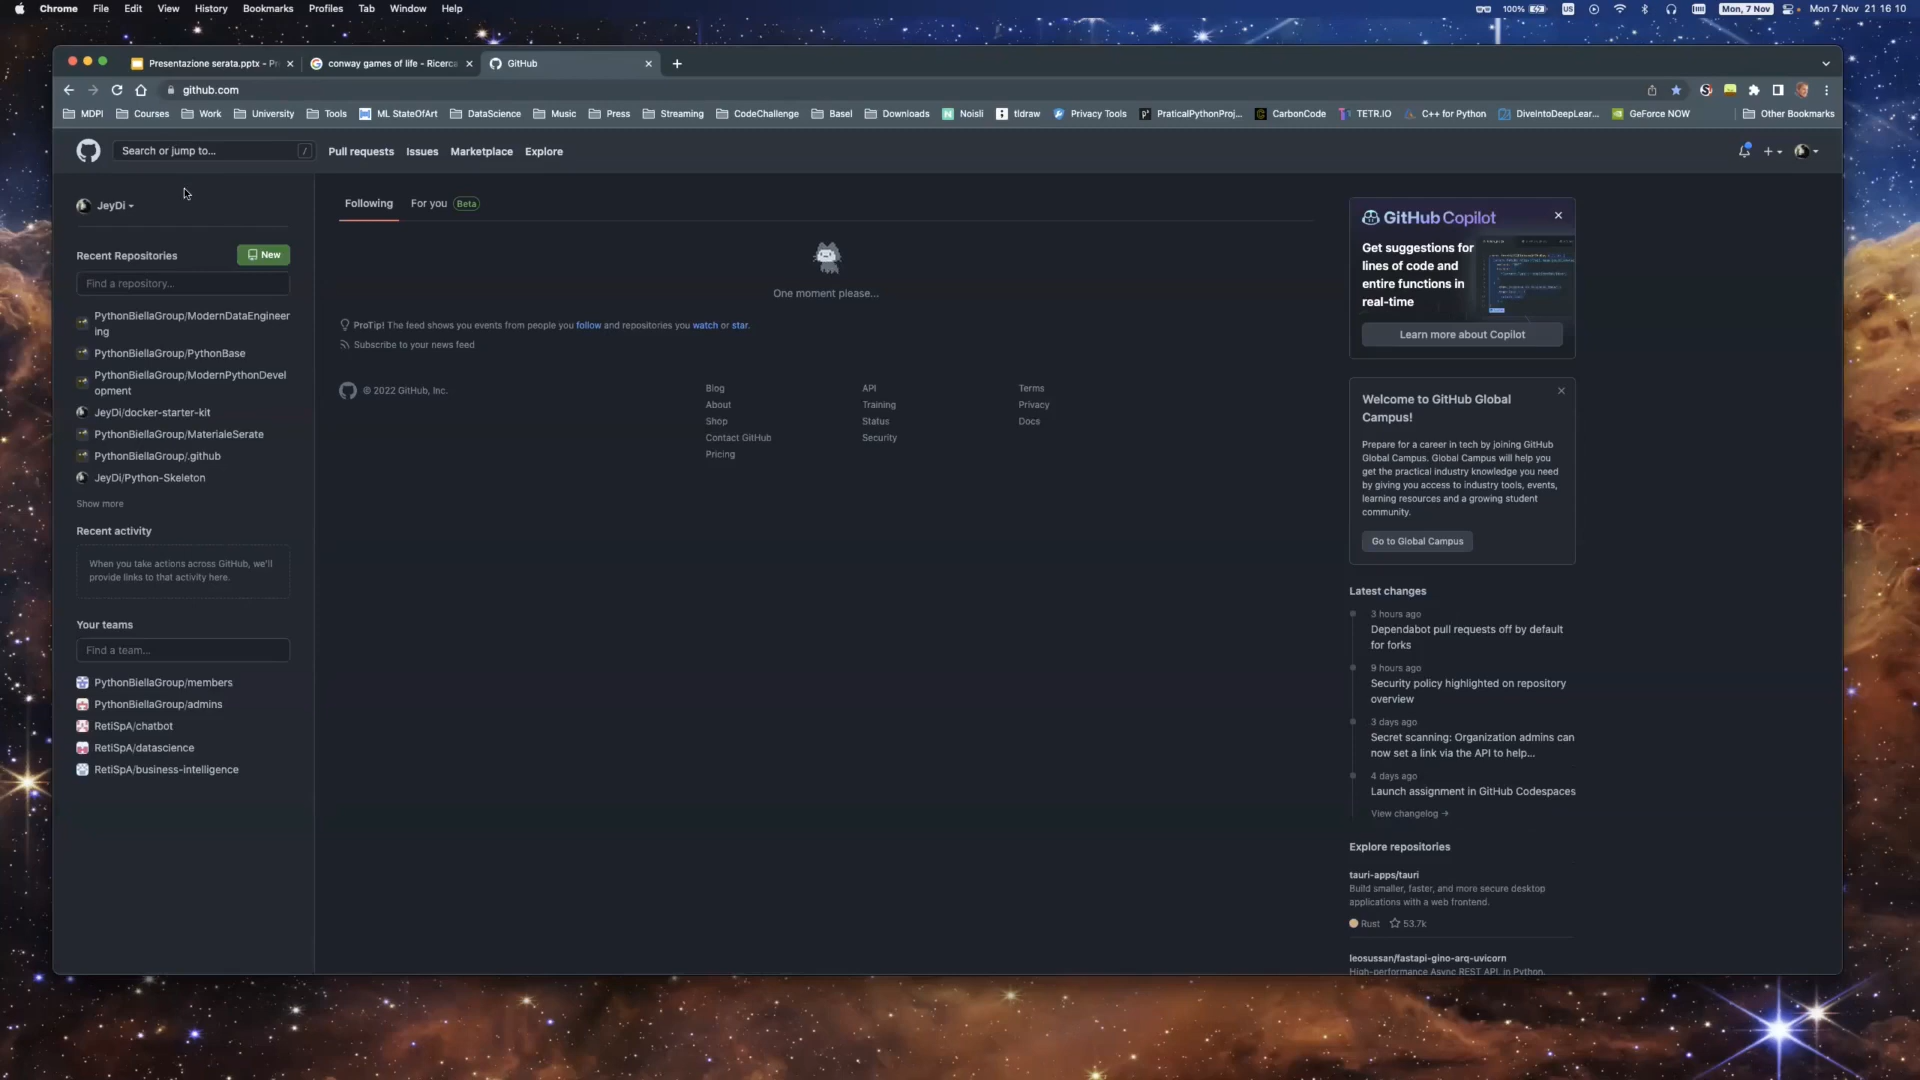 Chrome File Edit View History Bookmarks Profiles Tab Window Help
100% US Mon, 7 Nov Mon 7 Nov 21 16 10
Presentazione serata.pptx - P
conway games of life - Ricerca
GitHub
github.com
MDPI Courses Work University Tools ML StateOfArt DataScience Music Press Streaming CodeChallenge Basel Downloads Noisli tldraw Privacy Tools PraticalPythonProj... CarbonCode TETR.IO C++ for Python DiveIntoDeepLear... GeForce NOW Other Bookmarks
Search or jump to... /
Pull requests Issues Marketplace Explore
JeyDi
Recent Repositories
New
Find a repository...
PythonBiellaGroup/ModernDataEngineer
ing
PythonBiellaGroup/PythonBase
PythonBiellaGroup/ModernPythonDevel
opment
JeyDi/docker-starter-kit
PythonBiellaGroup/MaterialeSerate
PythonBiellaGroup/.github
JeyDi/Python-Skeleton
Show more
Recent activity
When you take actions across GitHub, we'll
provide links to that activity here.
Your teams
Find a team...
PythonBiellaGroup/members
PythonBiellaGroup/admins
RetiSpA/chatbot
RetiSpA/datascience
RetiSpA/business-intelligence
Following For you Beta
One moment please...
ProTip! The feed shows you events from people you follow and repositories you watch or star.
Subscribe to your news feed
© 2022 GitHub, Inc.
Blog
About
Shop
Contact GitHub
Pricing
API
Training
Status
Security
Terms
Privacy
Docs
GitHub Copilot
Get suggestions for
lines of code and
entire functions in
real-time
Learn more about Copilot
Welcome to GitHub Global
Campus!
Prepare for a career in tech by joining GitHub
Global Campus. Global Campus will help you
get the practical industry knowledge you need
by giving you access to industry tools, events,
learning resources and a growing student
community.
Go to Global Campus
Latest changes
3 hours ago
Dependabot pull requests off by default
for forks
9 hours ago
Security policy highlighted on repository
overview
3 days ago
Secret scanning: Organization admins can
now set a link via the API to help...
4 days ago
Launch assignment in GitHub Codespaces
View changelog →
Explore repositories
tauri-apps/tauri
Build smaller, faster, and more secure desktop
applications with a web frontend.
Rust 53.7k
leosussan/fastapi-gino-arq-uvicorn
High-performance Async REST API, in Python.